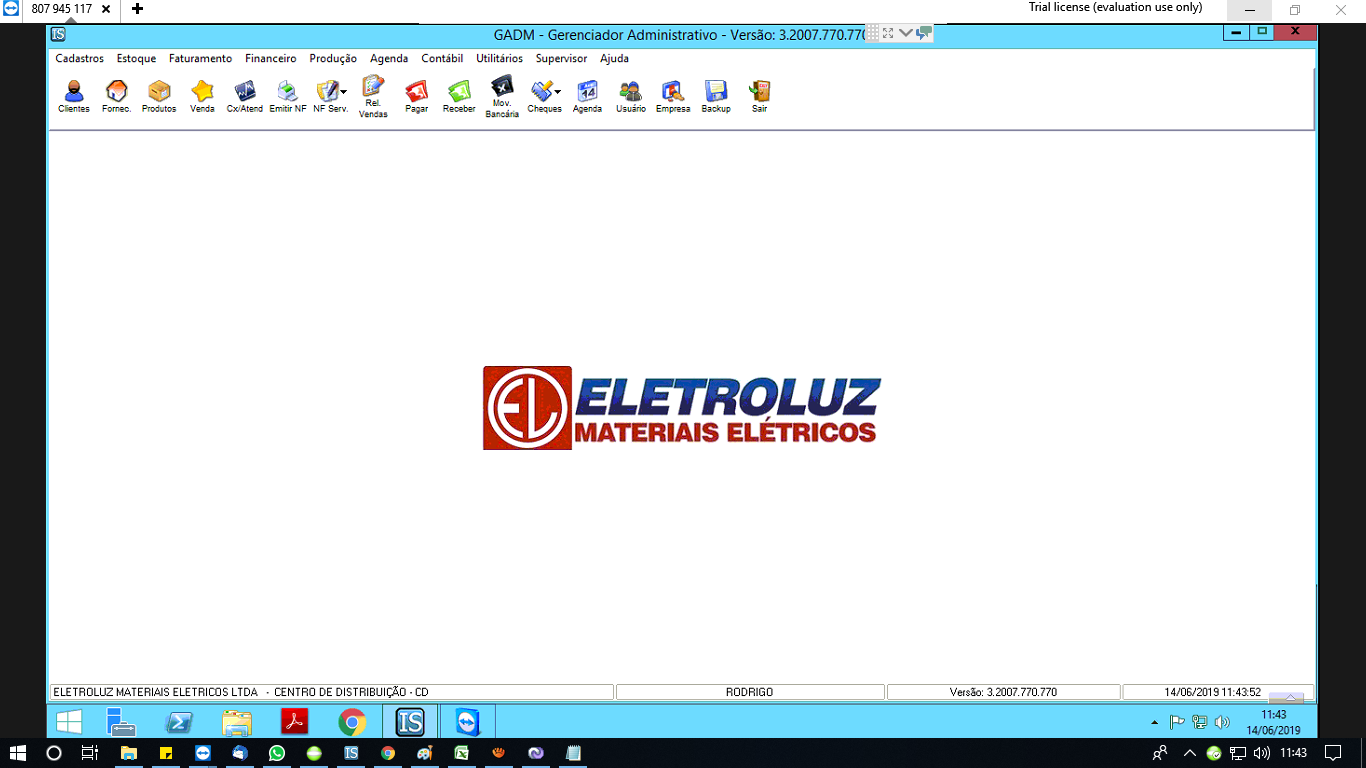 807 945 117
Trial license (evaluation use only)
GADM - Gerenciador Administrativo - Versão: 3.2007.770.770
Cadastros Estoque Faturamento Financeiro Produção Agenda Contábil Utilitários Supervisor Ajuda
Clientes Fornec. Produtos Venda Cx/Atend Emitir NF NF Serv. Rel. Vendas Pagar Receber Mov. Bancária Cheques Agenda Usuário Empresa Backup Sair
EL ELETROLUZ
MATERIAIS ELÉTRICOS
ELETROLUZ MATERIAIS ELETRICOS LTDA - CENTRO DE DISTRIBUIÇÃO - CD RODRIGO Versão: 3.2007.770.770 14/06/2019 11:43:52
11:43
14/06/2019
11:43